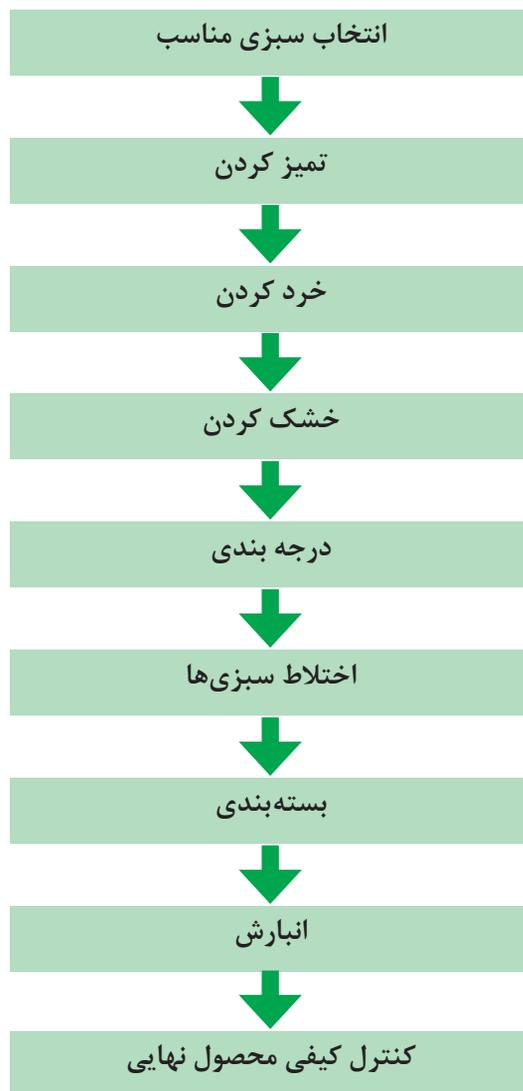 انتخاب سبزی مناسب
تمیز کردن
خرد کردن
خشک کردن
درجه بندی
اختلاط سبزی‌ها
بسته‌بندی
انبارش
کنترل کیفی محصول نهایی